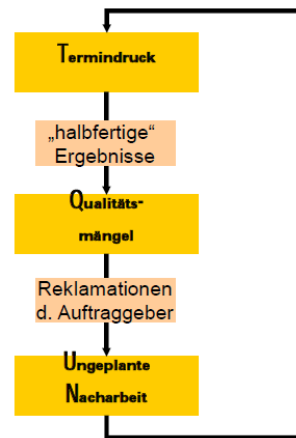 Termindruck
„halbfertige“
Ergebnisse
Qualitäts-
mängel
Reklamationen
d. Auftraggeber
Ungeplante
Nacharbeit